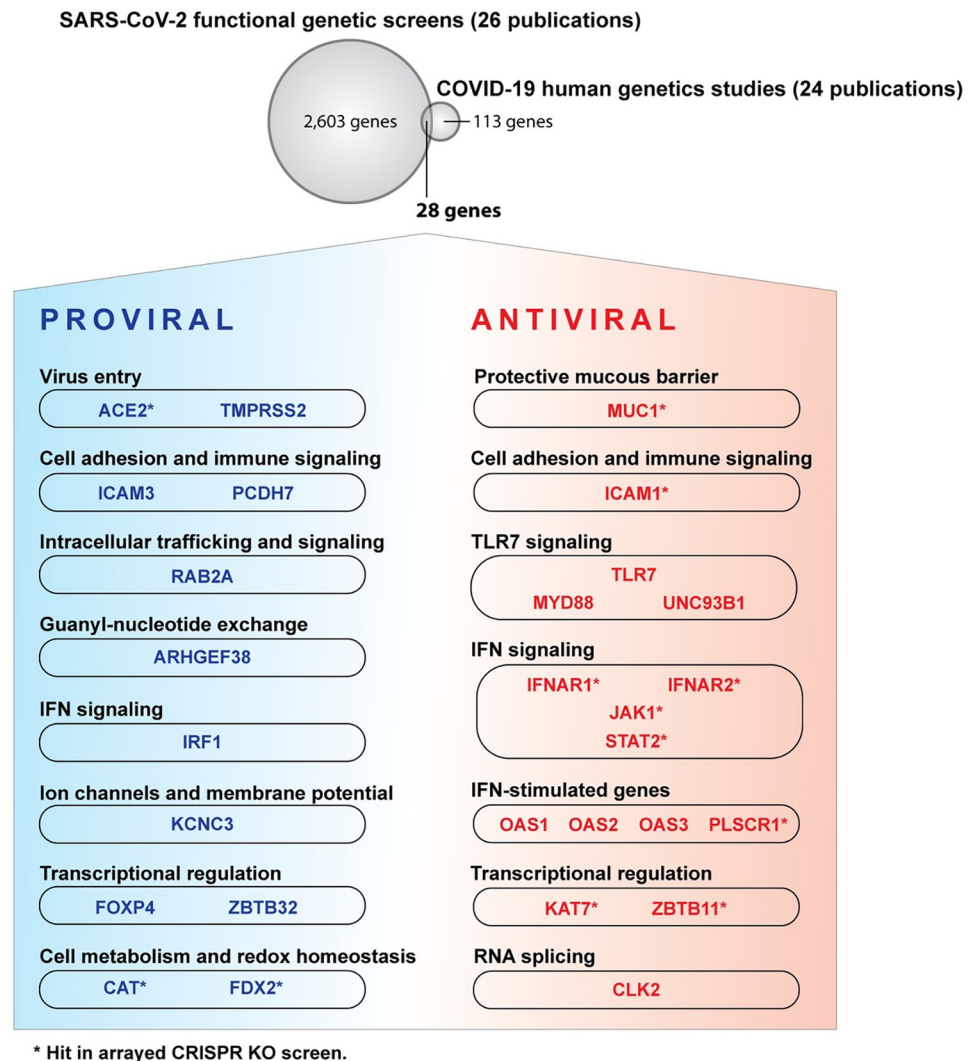 SARS-CoV-2 functional genetic screens (26 publications)
COVID-19 human genetics studies (24 publications)
2,603 genes
113 genes
28 genes
PROVIRAL
Virus entry
ACE2* TMPRSS2
Cell adhesion and immune signaling
ICAM3 PCDH7
Intracellular trafficking and signaling
RAB2A
Guanyl-nucleotide exchange
ARHGEF38
IFN signaling
IRF1
Ion channels and membrane potential
KCNC3
Transcriptional regulation
FOXP4 ZBTB32
Cell metabolism and redox homeostasis
CAT* FDX2*
ANTIVIRAL
Protective mucous barrier
MUC1*
Cell adhesion and immune signaling
ICAM1*
TLR7 signaling
TLR7
MYD88 UNC93B1
IFN signaling
IFNAR1* IFNAR2*
JAK1*
STAT2*
IFN-stimulated genes
OAS1 OAS2 OAS3 PLSCR1*
Transcriptional regulation
KAT7* ZBTB11*
RNA splicing
CLK2
* Hit in arrayed CRISPR KO screen.